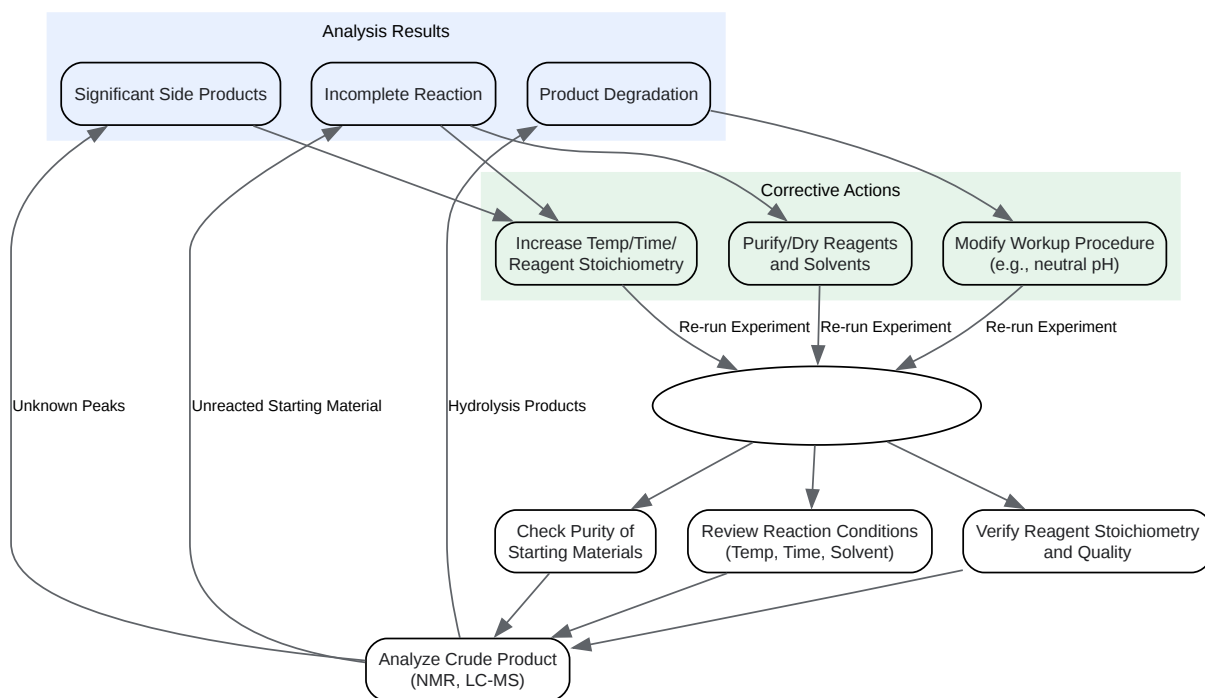 Analysis Results
Significant Side Products
Incomplete Reaction
Product Degradation
Corrective Actions
Increase Temp/Time/
Reagent Stoichiometry
Purify/Dry Reagents
and Solvents
Modify Workup Procedure
(e.g., neutral pH)
Re-run Experiment
Re-run Experiment
Re-run Experiment
Unknown Peaks
Unreacted Starting Material
Hydrolysis Products
Check Purity of
Starting Materials
Review Reaction Conditions
(Temp, Time, Solvent)
Verify Reagent Stoichiometry
and Quality
Analyze Crude Product
(NMR, LC-MS)